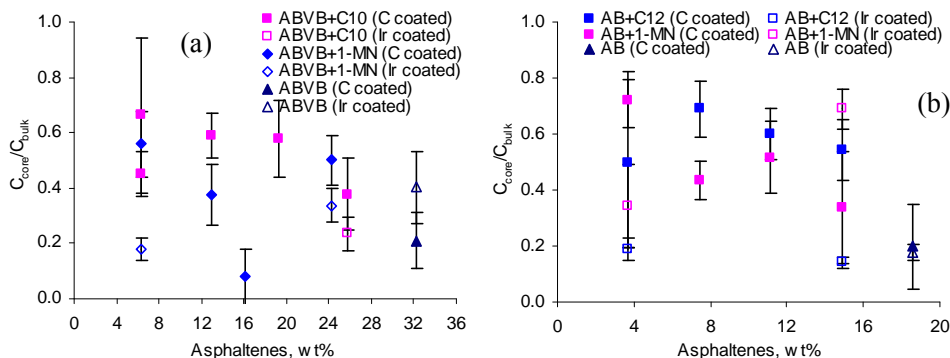 (a)
ABVB+C10 (C coated)
ABVB+C10 (Ir coated)
ABVB+1-MN (C coated)
ABVB+1-MN (Ir coated)
ABVB (C coated)
ABVB (Ir coated)
1.0
0.8
0.6
0.4
0.2
0.0
C_core/C_bulk
0 4 8 12 16 20 24 28 32 36
Asphaltenes, wt%
(b)
AB+C12 (C coated) AB+C12 (Ir coated)
AB+1-MN (C coated) AB+1-MN (Ir coated)
AB (C coated) AB (Ir coated)
1.0
0.8
0.6
0.4
0.2
0.0
C_core/C_bulk
0 4 8 12 16 20
Asphaltenes, wt%